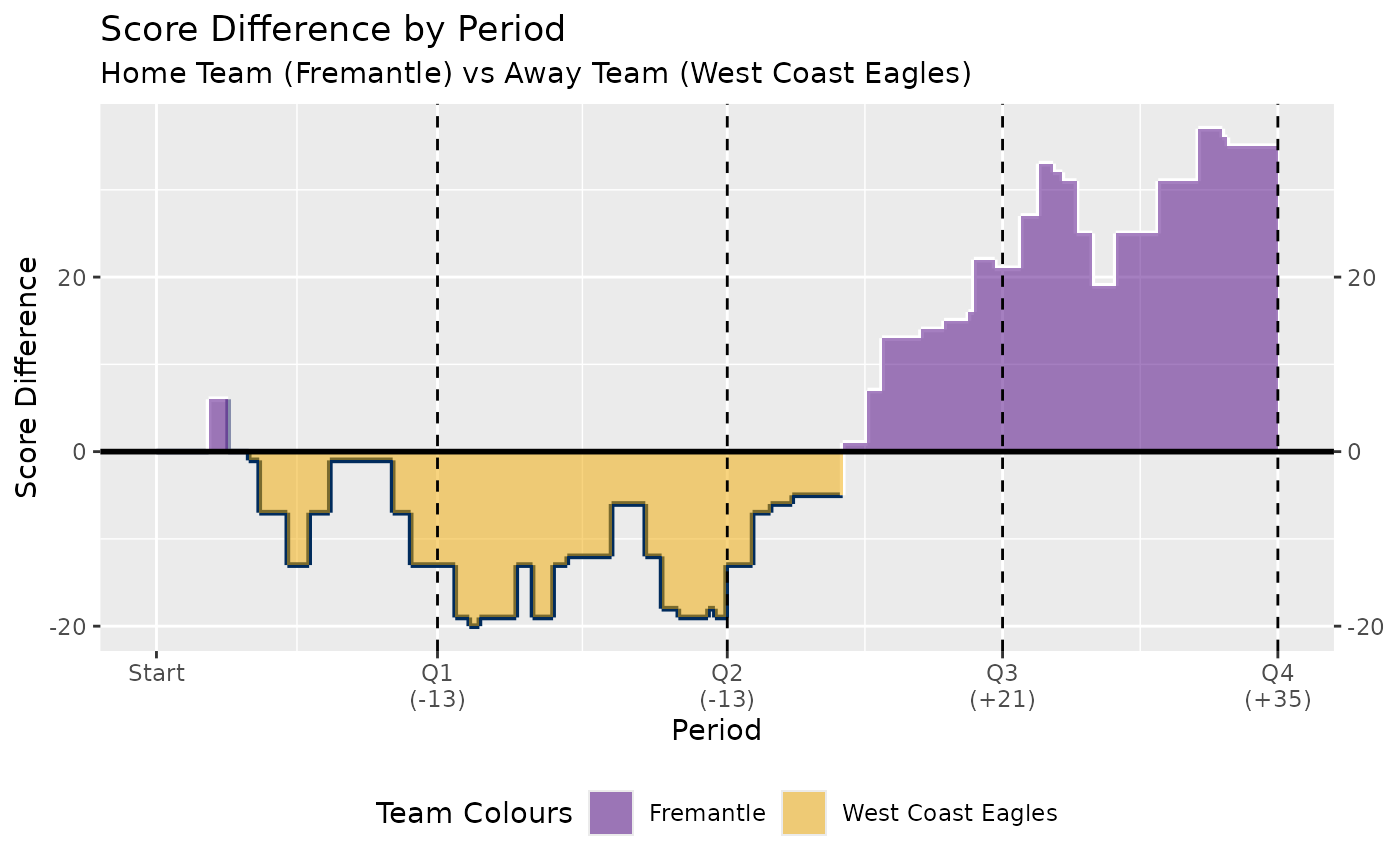 Score Difference by Period
Home Team (Fremantle) vs Away Team (West Coast Eagles)
Score Difference
20
0
-20
20
0
-20
Start
Q1
(-13)
Q2
(-13)
Q3
(+21)
Q4
(+35)
Period
Team Colours
Fremantle
West Coast Eagles